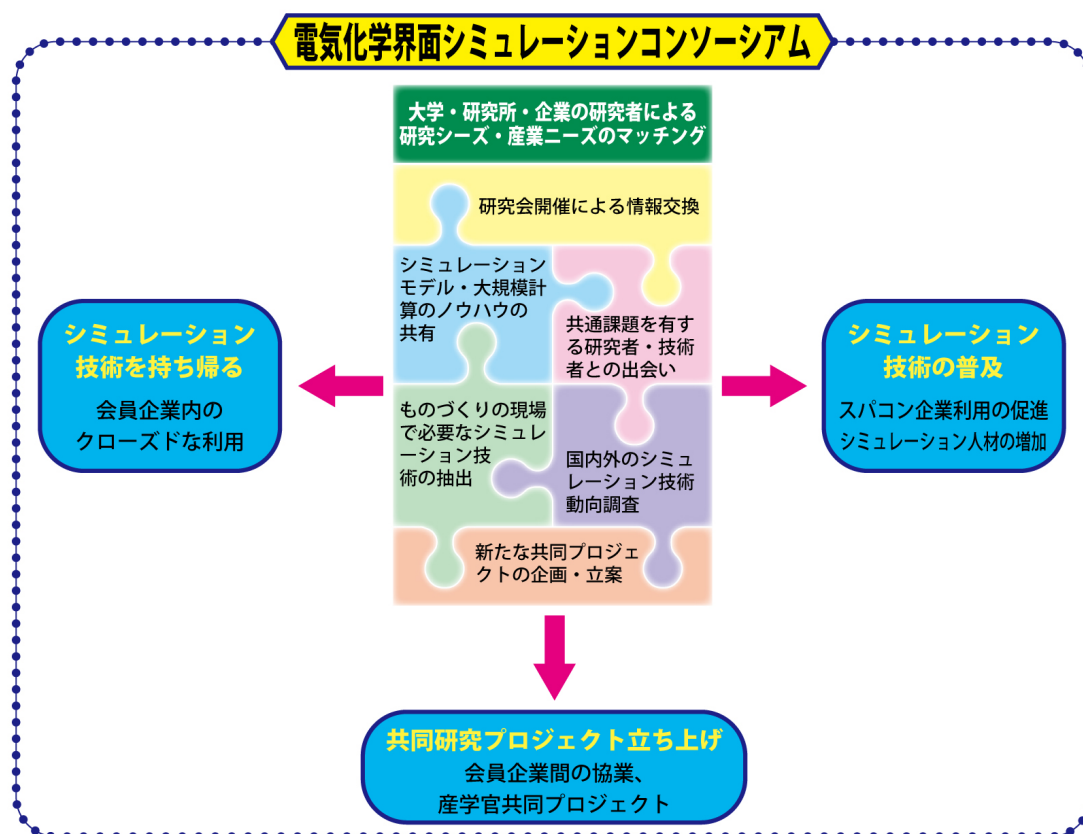 電気化学界面シミュレーションコンソーシアム
大学・研究所・企業の研究者による
研究シーズ・産業ニーズのマッチング
研究会開催による情報交換
シミュレーション
モデル・大規模計
算のノウハウの
共有
共通課題を有す
る研究者・技術
者との出会い
ものづくりの現場
で必要なシミュレ
ーション技
術の抽出
国内外のシミュ
レーション技術
動向調査
新たな共同プロジェ
クトの企画・立案
シミュレーション
技術を持ち帰る
会員企業内の
クローズドな利用
シミュレーション
技術の普及
スパコン企業利用の促進
シミュレーション人材の増加
共同研究プロジェクト立ち上げ
会員企業間の協業、
産学官共同プロジェクト